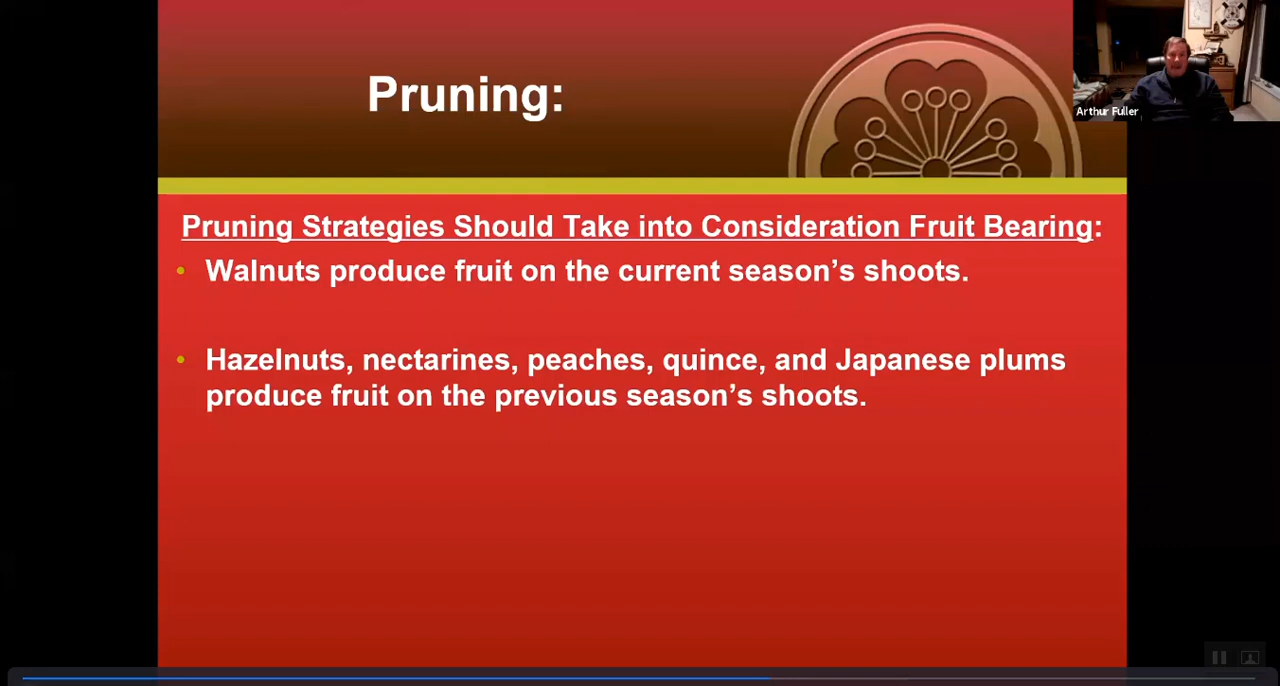 Pruning:
Arthur Fuller
Pruning Strategies Should Take into Consideration Fruit Bearing:
• Walnuts produce fruit on the current season’s shoots.
• Hazelnuts, nectarines, peaches, quince, and Japanese plums
produce fruit on the previous season’s shoots.